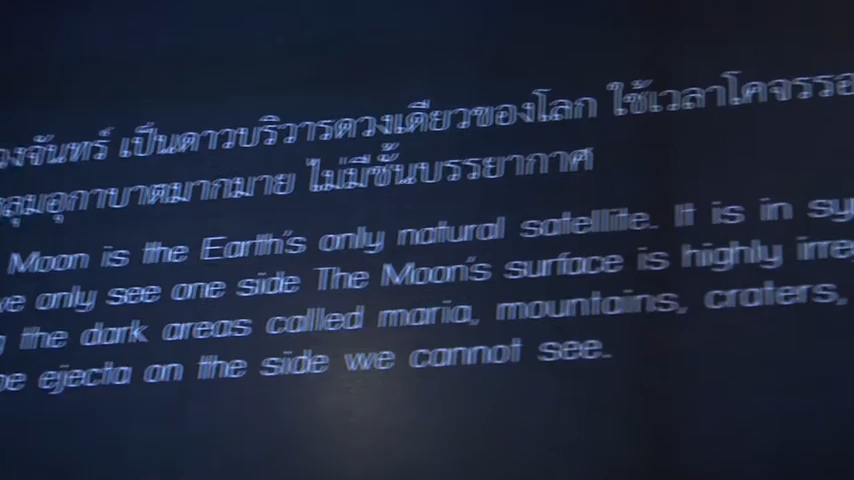 วงจันทร์ เป็นดาวบริวารดวงเดียวของโลก ใช้เวลาโคจรรอ
หลุมอุกาบาตมากมาย ไม่มีชั้นบรรยากาศ
Moon is the Earth's only natural satellite. It is in sy
we only see one side The Moon's surface is highly irre
the dark areas called maria, mountains, craters,
be ejecta on the side we cannot see.